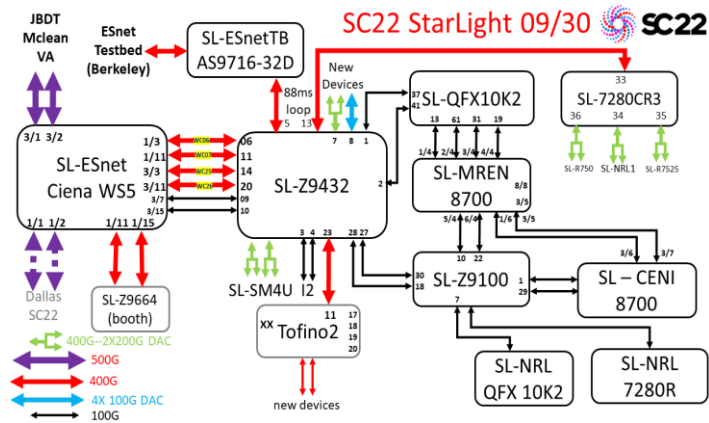 SC22 StarLight 09/30
SC22
JBDT
Mclean
VA
ESnet
Testbed
(Berkeley)
SL-ESnetTB
AS9716-32D
88ms
loop
5
13
New
Devices
7
8
1
37
41
SL-QFX10K2
13
61
31
19
33
SL-7280CR3
36
34
35
SL-R750
SL-NRL1
SL-R7525
3/1
3/2
SL-ESnet
Ciena WS5
1/3
1/11
3/3
3/11
3/7
3/15
1/1
1/2
1/11
1/15
WC06
WC07
WC25
WC26
06
11
14
20
09
10
SL-Z9432
2
3
4
23
28
27
1/4
2/4
3/4
4/4
SL-MREN
8700
8/8
3/5
5/4
6/4
1/6
5/5
Dallas
SC22
SL-Z9664
(booth)
SL-SM4U
I2
11
XX
Tofino2
17
18
19
20
new devices
10
22
30
18
SL-Z9100
1
29
7
3/6
3/7
SL – CENI
8700
SL-NRL
QFX 10K2
SL-NRL
7280R
400G--2X200G DAC
500G
400G
4X 100G DAC
100G